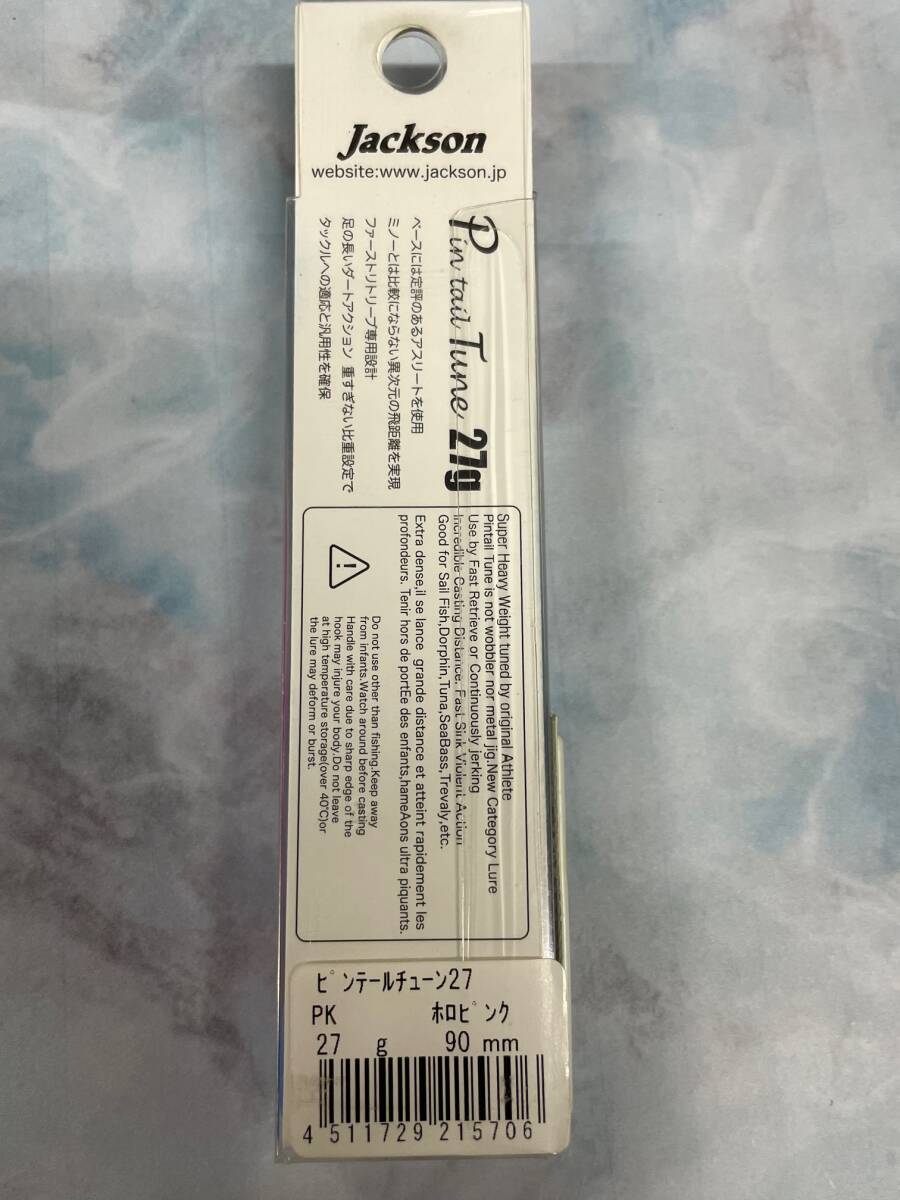 Jackson
website:www.jackson.jp
Pin tail Tune 27g
ベースには定評のあるアスリートを使用
ミノーとは比較にならない異次元の飛距離を実現
ファーストリトリーブ専用設計
足の長いダートアクション 重すぎない比重設定で
タックルへの適応と汎用性を確保
Super Heavy Weight tuned by original Athlete
Pintail Tune is not wobbler nor metal jig.New Category Lure
Use by Fast Retrieve or Continuously jerking
Incredible Casting Distance. Fast Sink Violent Action
Good for Sail Fish,Dorphin,Tuna,SeaBass,Trevaly,etc.
Extra dense,il se lance grande distance et atteint rapidement les
profondeurs. Tenir hors de portEe des enfants,hameAons ultra piquants.
Do not use other than fishing.Keep away
from infants.Watch around before casting
Handle with care due to sharp edge of the
hook may injure your body.Do not leave
at high temperature storage(over 40℃)or
the lure may deform or burst.
ピンテールチューン27
PK ホロピンク
27 g 90 mm
4 511729 215706